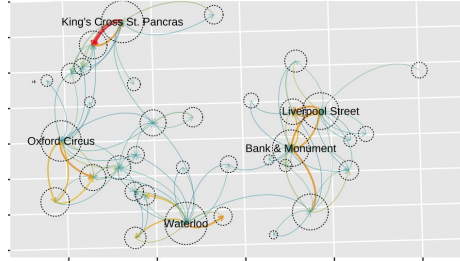 King's Cross St. Pancras
Liverpool Street
Oxford Circus
Bank & Monument
Waterloo